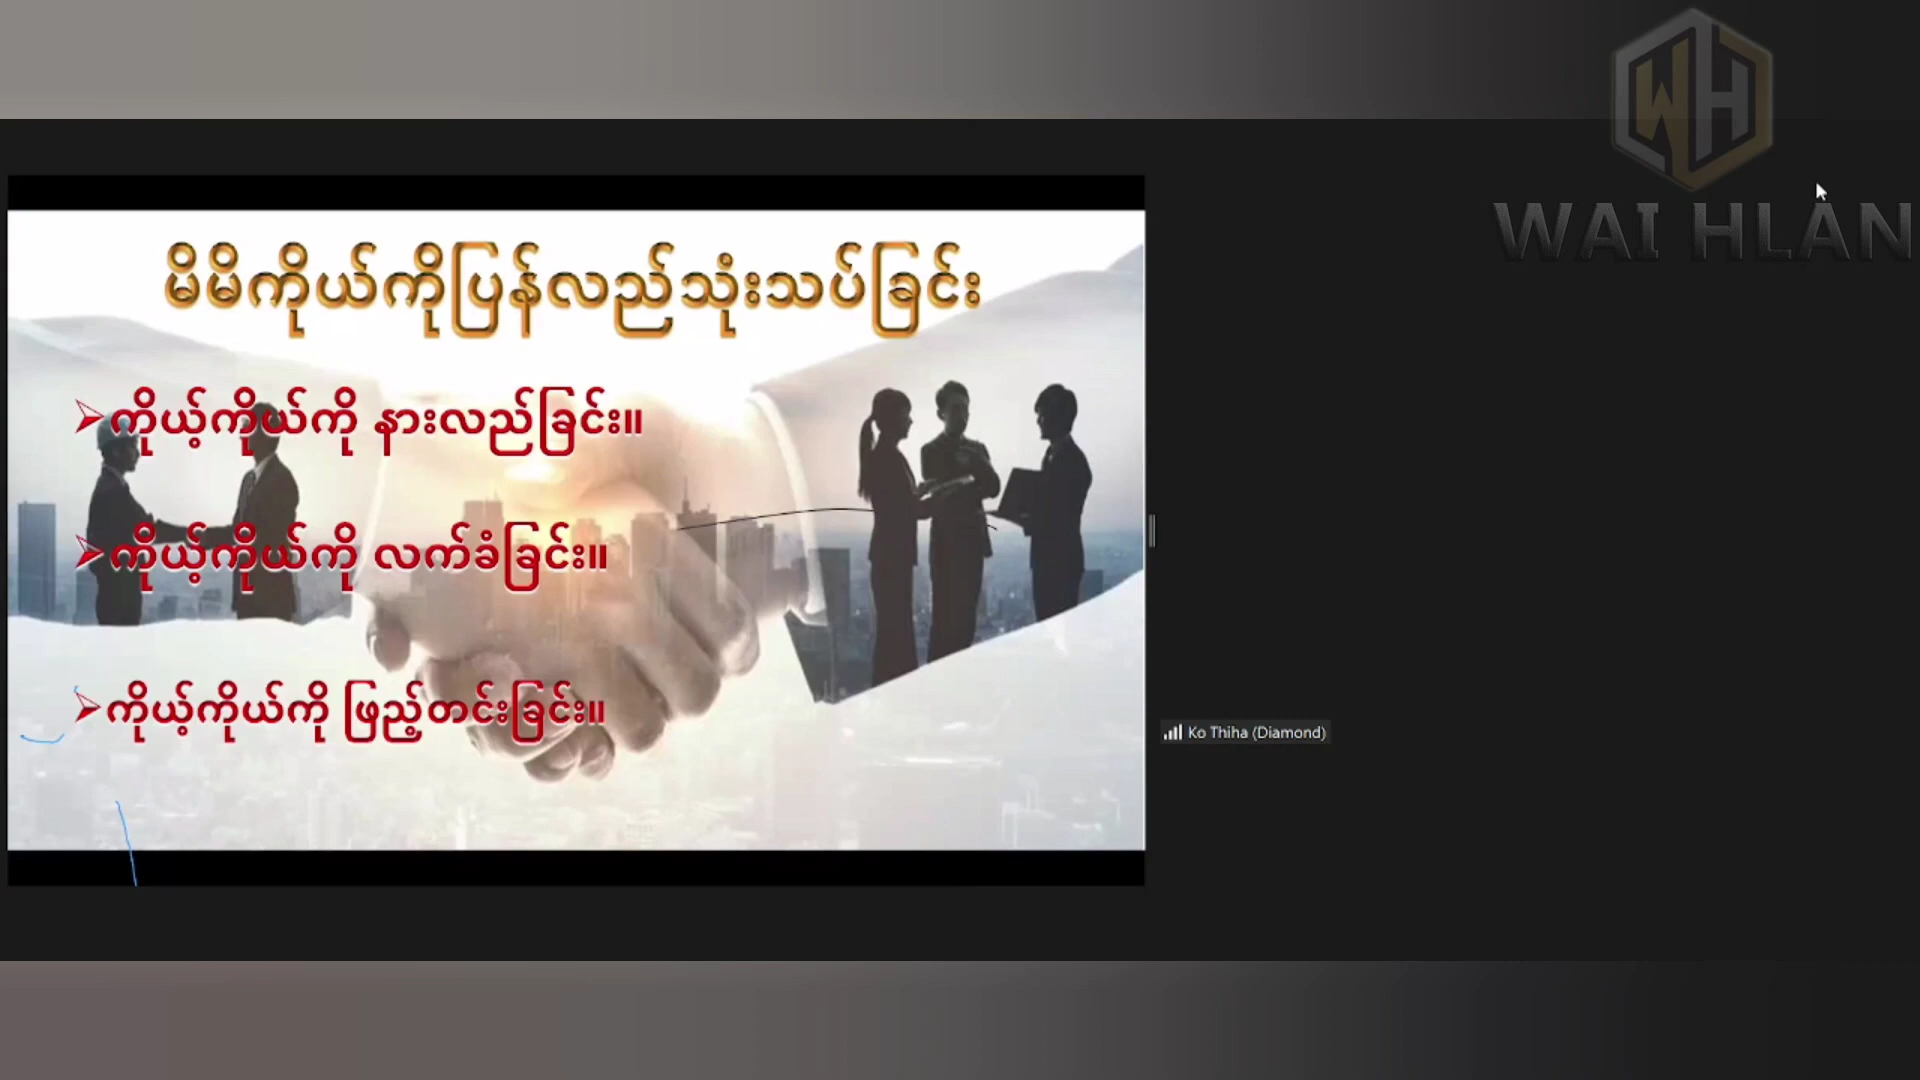 WH
WAI HLAN
မိမိကိုယ်ကိုပြန်လည်သုံးသပ်ခြင်း
➢ကိုယ့်ကိုယ်ကို နားလည်ခြင်း။
➢ကိုယ့်ကိုယ်ကို လက်ခံခြင်း။
➢ကိုယ့်ကိုယ်ကို ဖြည့်တင်းခြင်း။
Ko Thiha (Diamond)